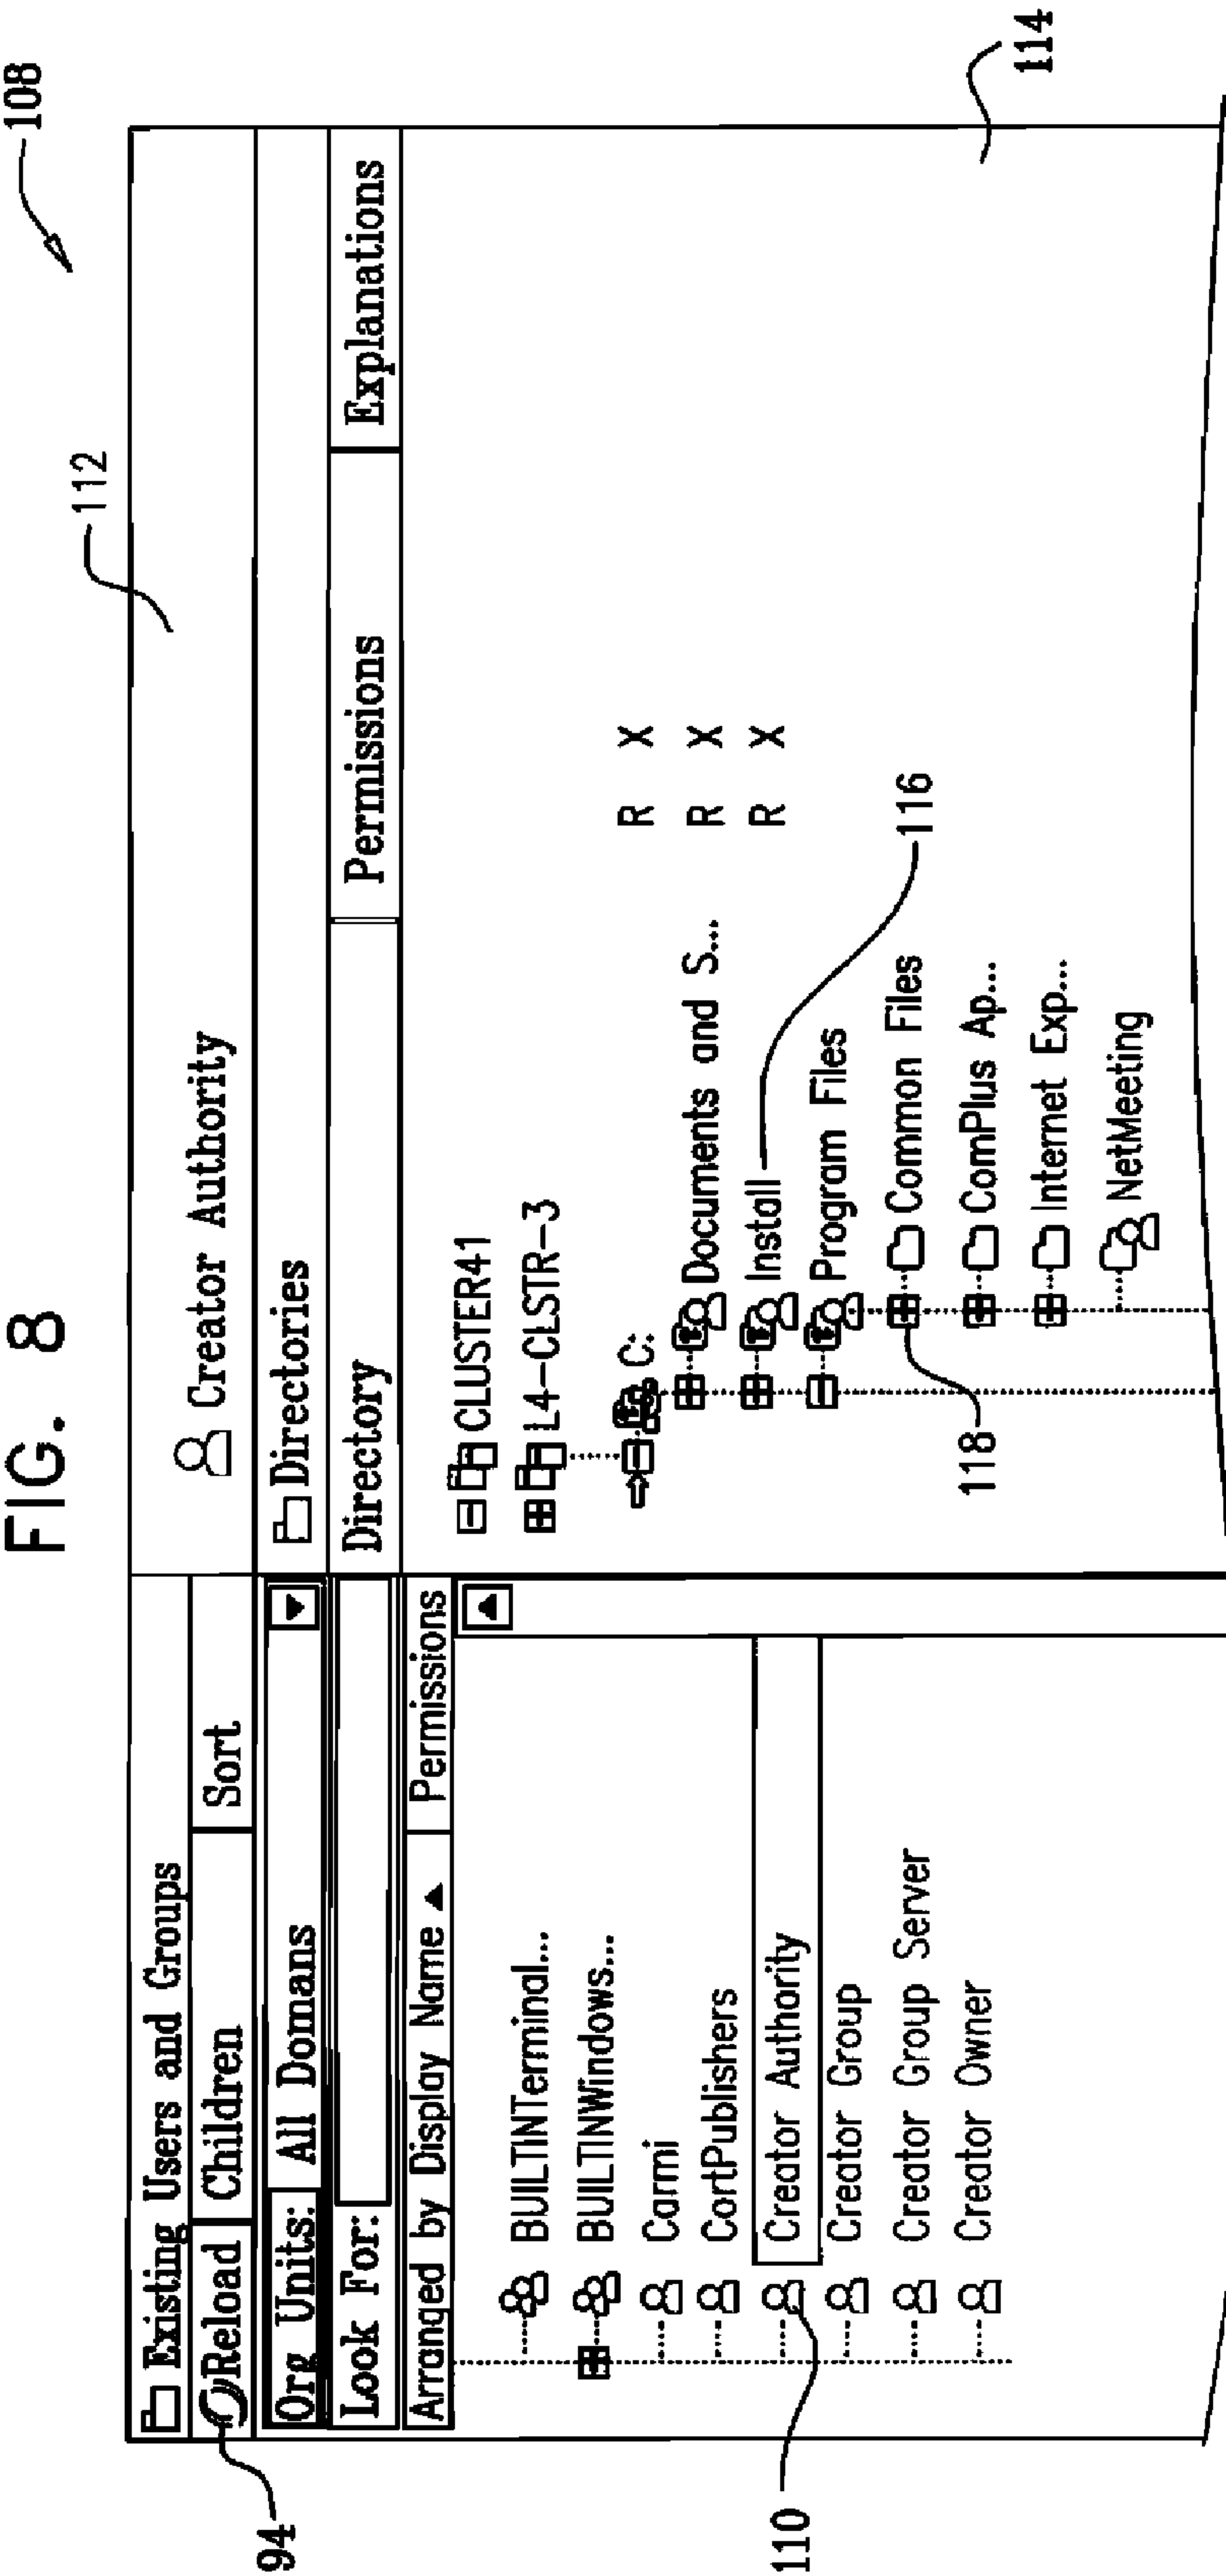 FIG. 8
108
112
Existing Users and Groups
Reload Children Sort
Creator Authority
94
Org Units: All Domans
Directories
Look For:
Directory Permissions Explanations
Arranged by Display Name ▲ Permissions
CLUSTER41
BUILTINTerminal...
L4-CLSTR-3
BUILTINWindows...
C: R X
Carmi
Documents and S... R X
CortPublishers
Install R X
Creator Authority
110
Program Files
116
Creator Group
Common Files
118
Creator Group Server
ComPlus Ap...
Creator Owner
Internet Exp...
114
NetMeeting